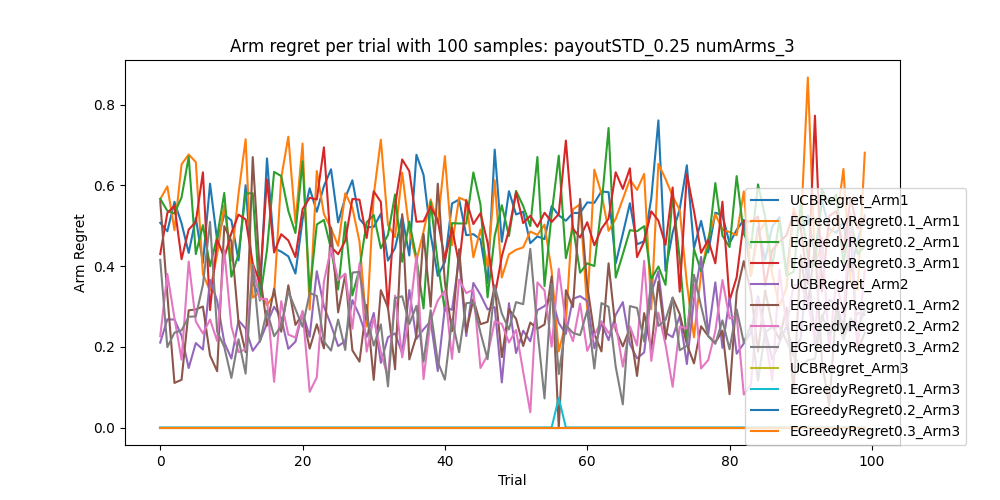 Arm regret per trial with 100 samples: payoutSTD_0.25 numArms_3
Arm Regret
0.8
0.6
0.4
0.2
0.0
0
20
40
60
80
100
Trial
UCBRegret_Arm1
EGreedyRegret0.1_Arm1
EGreedyRegret0.2_Arm1
EGreedyRegret0.3_Arm1
UCBRegret_Arm2
EGreedyRegret0.1_Arm2
EGreedyRegret0.2_Arm2
EGreedyRegret0.3_Arm2
UCBRegret_Arm3
EGreedyRegret0.1_Arm3
EGreedyRegret0.2_Arm3
EGreedyRegret0.3_Arm3